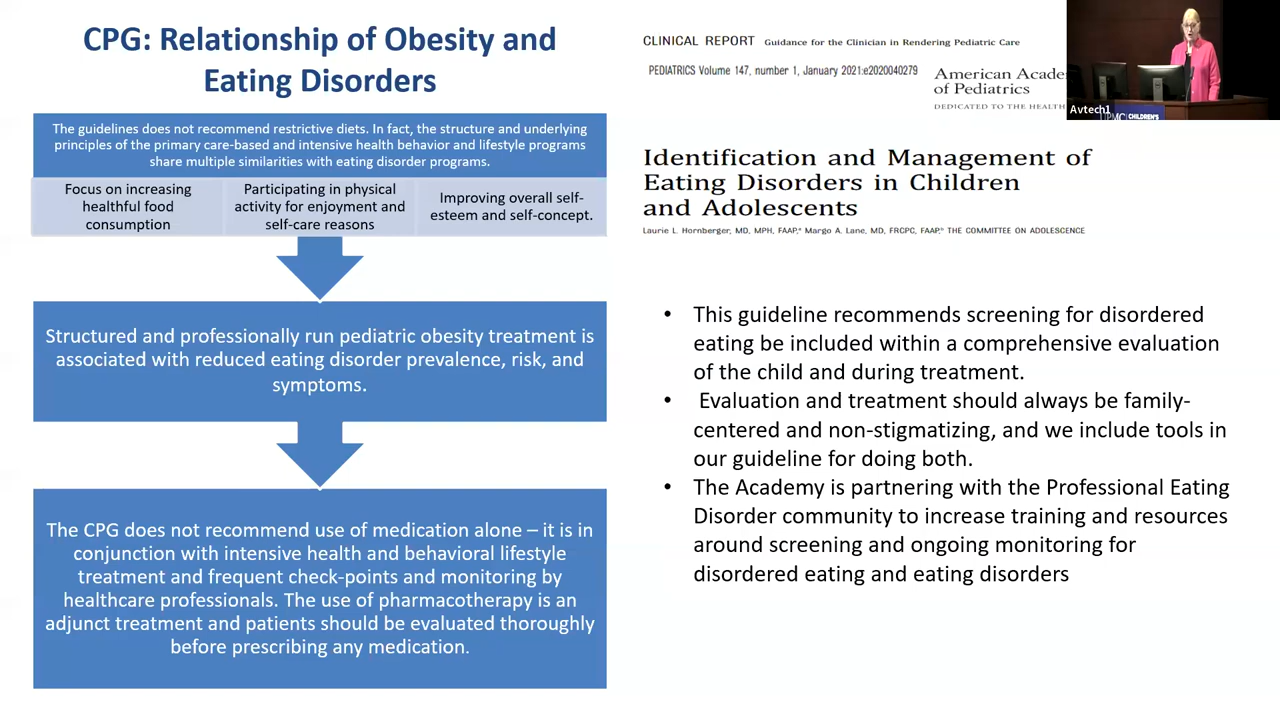 CPG: Relationship of Obesity and
Eating Disorders
The guidelines does not recommend restrictive diets. In fact, the structure and underlying
principles of the primary care-based and intensive health behavior and lifestyle programs
share multiple similarities with eating disorder programs.
Focus on increasing
healthful food
consumption
Participating in physical
activity for enjoyment and
self-care reasons
Improving overall self-
esteem and self-concept.
Structured and professionally run pediatric obesity treatment is
associated with reduced eating disorder prevalence, risk, and
symptoms.
The CPG does not recommend use of medication alone – it is in
conjunction with intensive health and behavioral lifestyle
treatment and frequent check-points and monitoring by
healthcare professionals. The use of pharmacotherapy is an
adjunct treatment and patients should be evaluated thoroughly
before prescribing any medication.
CLINICAL REPORT Guidance for the Clinician in Rendering Pediatric Care
PEDIATRICS Volume 147, number 1, January 2021:e2020040279
American Acade
of Pediatrics
DEDICATED TO THE HEALTH
Avtech1
UPMC CHILDREN'S
Identification and Management of
Eating Disorders in Children
and Adolescents
Laurie L. Hornberger, MD, MPH, FAAP,ª Margo A. Lane, MD, FRCPC, FAAP,ᵇ THE COMMITTEE ON ADOLESCENCE
• This guideline recommends screening for disordered
eating be included within a comprehensive evaluation
of the child and during treatment.
• Evaluation and treatment should always be family-
centered and non-stigmatizing, and we include tools in
our guideline for doing both.
• The Academy is partnering with the Professional Eating
Disorder community to increase training and resources
around screening and ongoing monitoring for
disordered eating and eating disorders